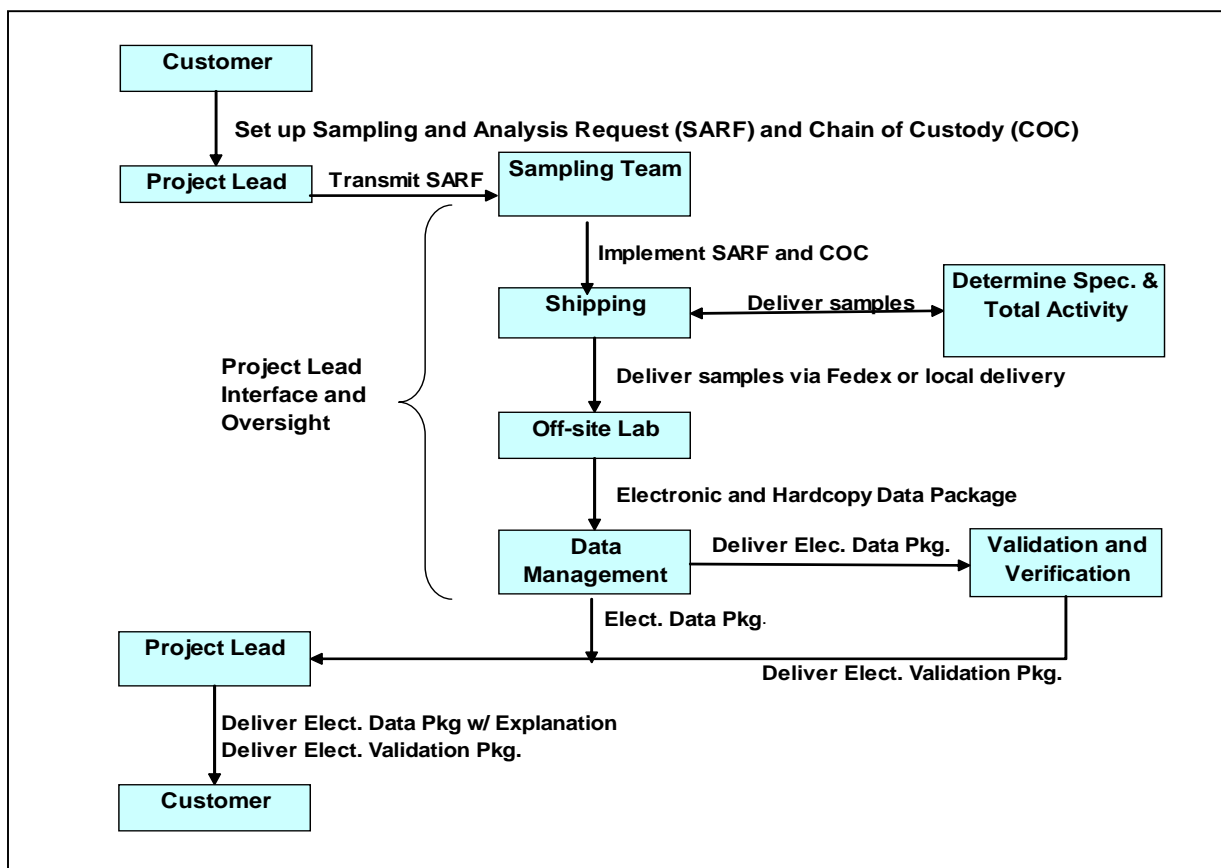 Customer
Set up Sampling and Analysis Request (SARF) and Chain of Custody (COC)
Project Lead
Transmit SARF
Sampling Team
Implement SARF and COC
Shipping
Deliver samples
Determine Spec. &
Total Activity
Project Lead
Interface and
Oversight
Deliver samples via Fedex or local delivery
Off-site Lab
Electronic and Hardcopy Data Package
Data
Management
Deliver Elec. Data Pkg.
Validation and
Verification
Elect. Data Pkg.
Project Lead
Deliver Elect. Validation Pkg.
Deliver Elect. Data Pkg w/ Explanation
Deliver Elect. Validation Pkg.
Customer